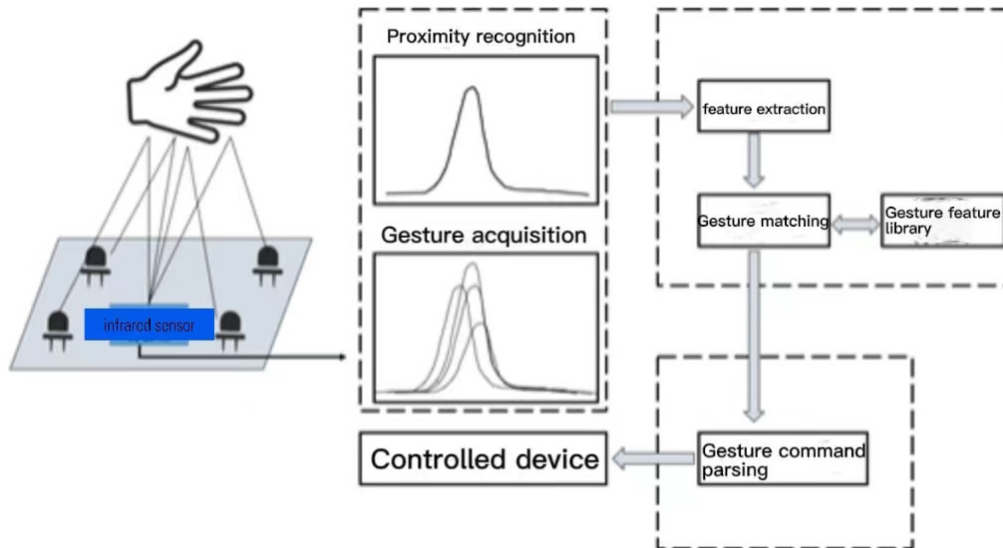 Proximity recognition
feature extraction
Gesture matching
Gesture feature
library
Gesture acquisition
infrared sensor
Gesture command
parsing
Controlled device